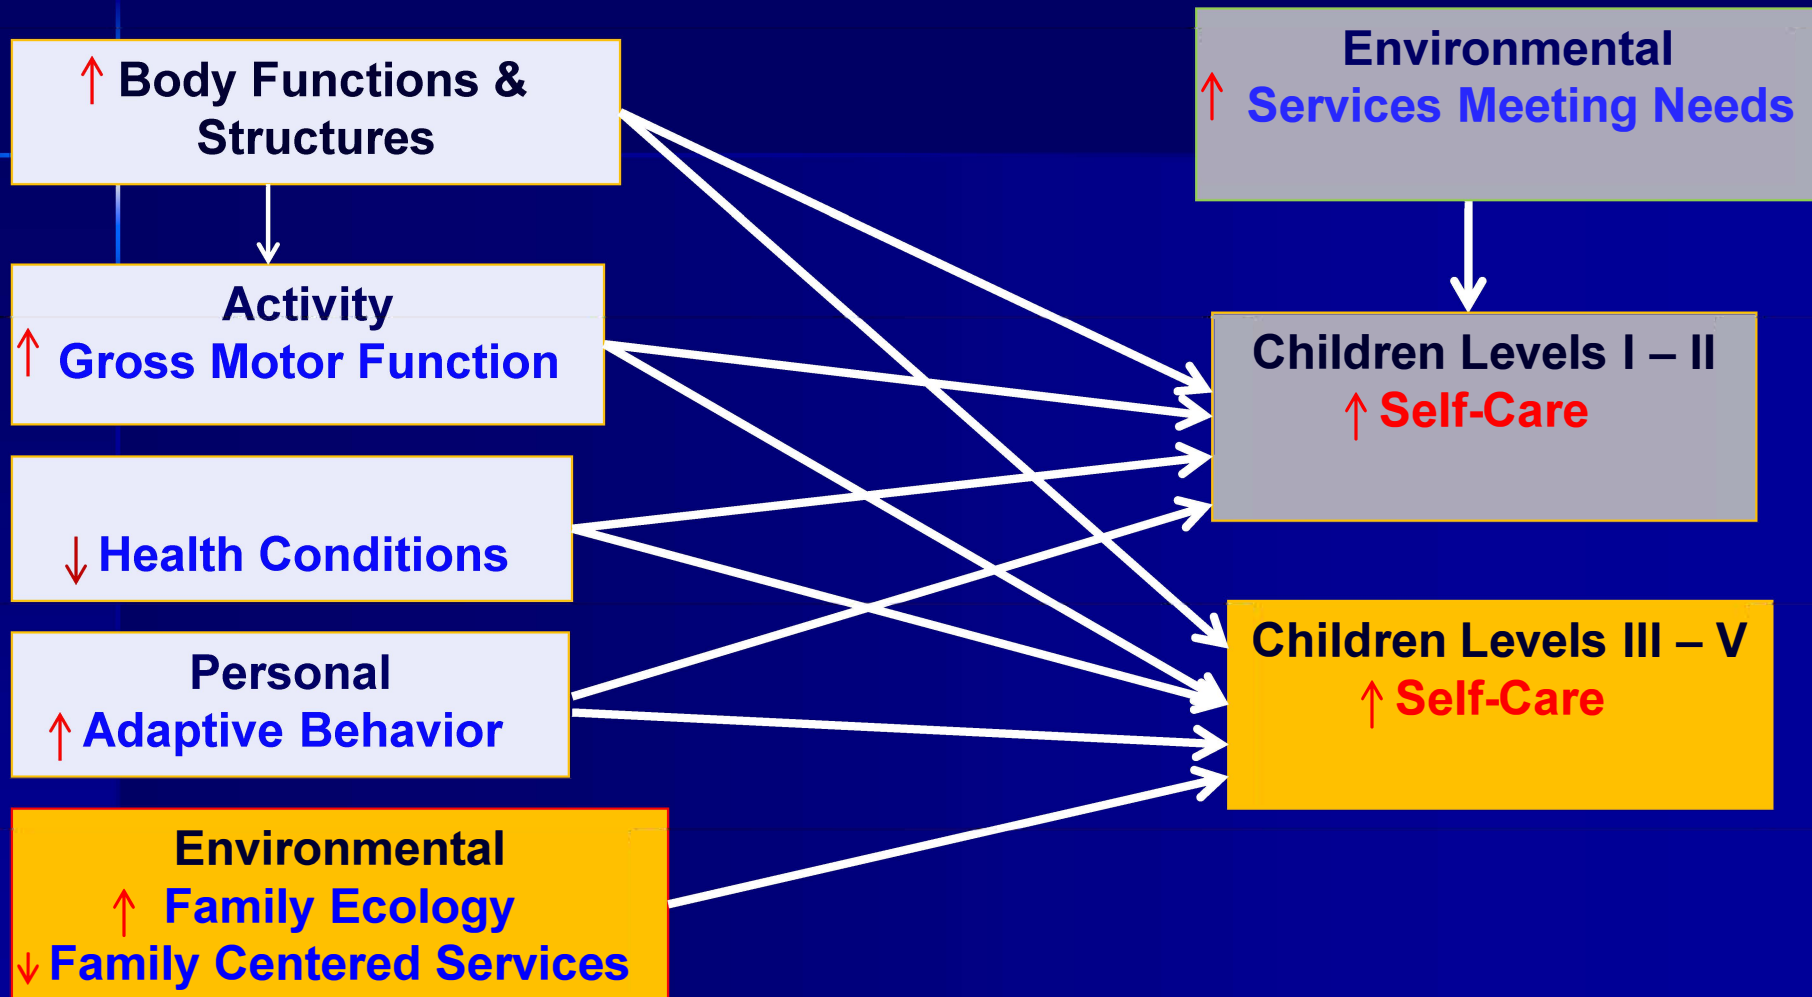 ↑ Body Functions &
Structures
Activity
↑ Gross Motor Function
↓ Health Conditions
Personal
↑ Adaptive Behavior
Environmental
↑ Family Ecology
↓ Family Centered Services
Environmental
↑ Services Meeting Needs
Children Levels I – II
↑ Self-Care
Children Levels III – V
↑ Self-Care